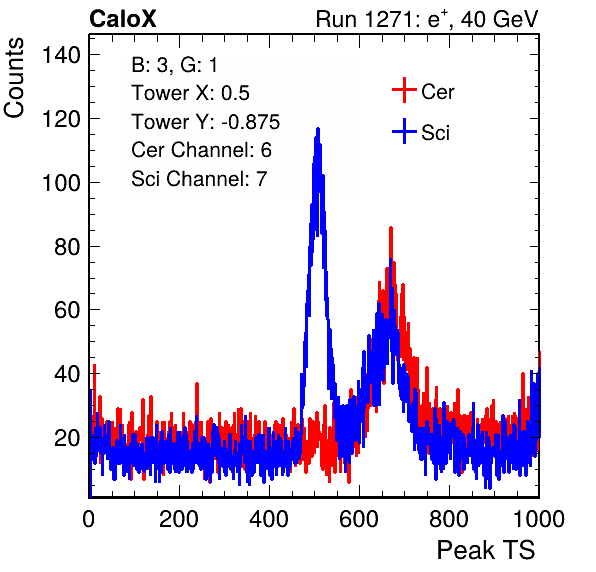 CaloX
Run 1271: e⁺, 40 GeV
Counts
B: 3, G: 1
Tower X: 0.5
Tower Y: -0.875
Cer Channel: 6
Sci Channel: 7
Cer
Sci
140
120
100
80
60
40
20
0
200
400
600
800
1000
Peak TS